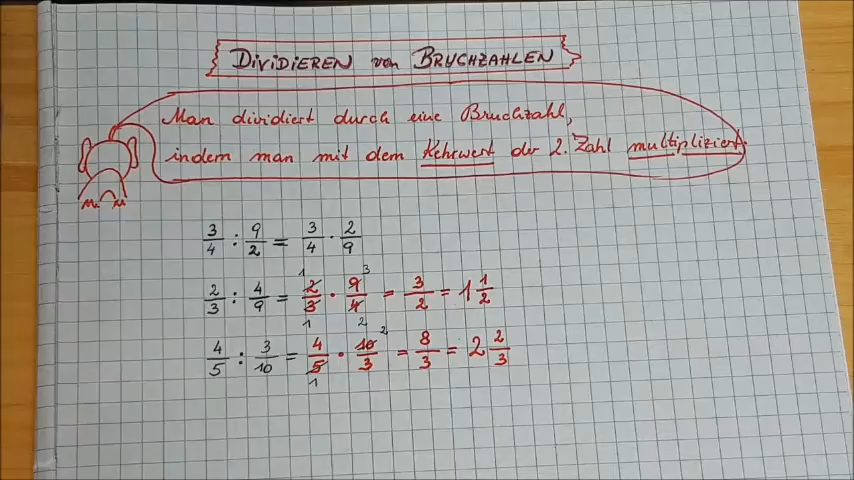 DIVIDIEREN von BRUCHZAHLEN
Man dividiert durch eine Bruchzahl,
indem man mit dem Kehrwert der 2. Zahl multipliziert.
3/4 : 9/2 = 3/4 · 2/9
2/3 : 4/9 = 2/3 · 9/4 = 3/2 = 1 1/2
4/5 : 3/10 = 4/5 · 10/3 = 8/3 = 2 2/3